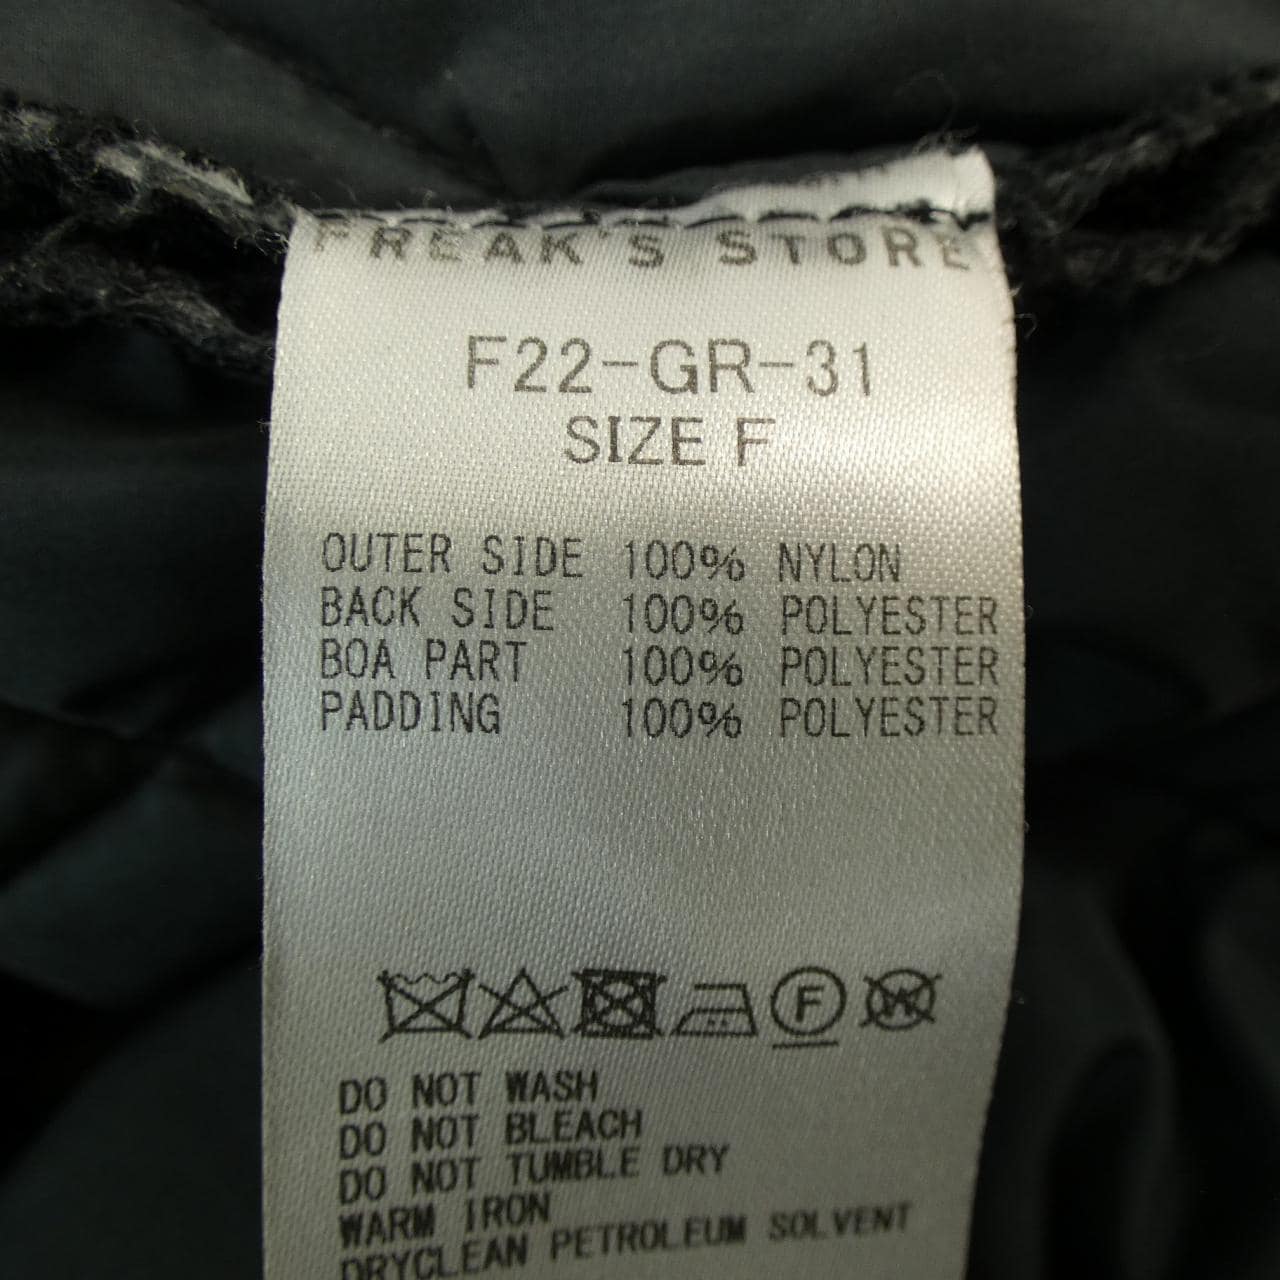 FREAK'S STORE
F22-GR-31
SIZE F
OUTER SIDE 100% NYLON
BACK SIDE 100% POLYESTER
BOA PART 100% POLYESTER
PADDING 100% POLYESTER
F W
DO NOT WASH
DO NOT BLEACH
DO NOT TUMBLE DRY
WARM IRON
DRYCLEAN PETROLEUM SOLVENT